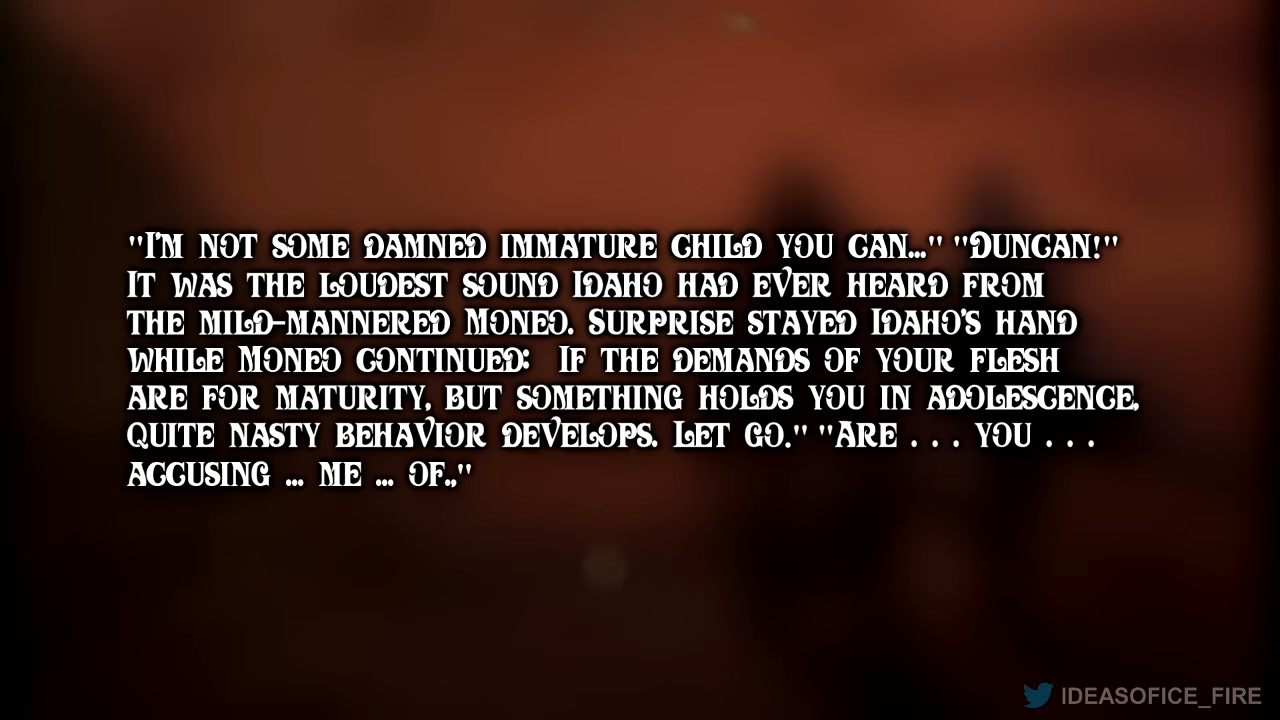 "I'm not some damned immature child you can..." "Duncan!"
It was the loudest sound Idaho had ever heard from
the mild-mannered Moneo. Surprise stayed Idaho's hand
while Moneo continued:  If the demands of your flesh
are for maturity, but something holds you in adolescence,
quite nasty behavior develops. Let go." "Are . . . you . . .
accusing ... me ... of.,"
IDEASOFICE_FIRE